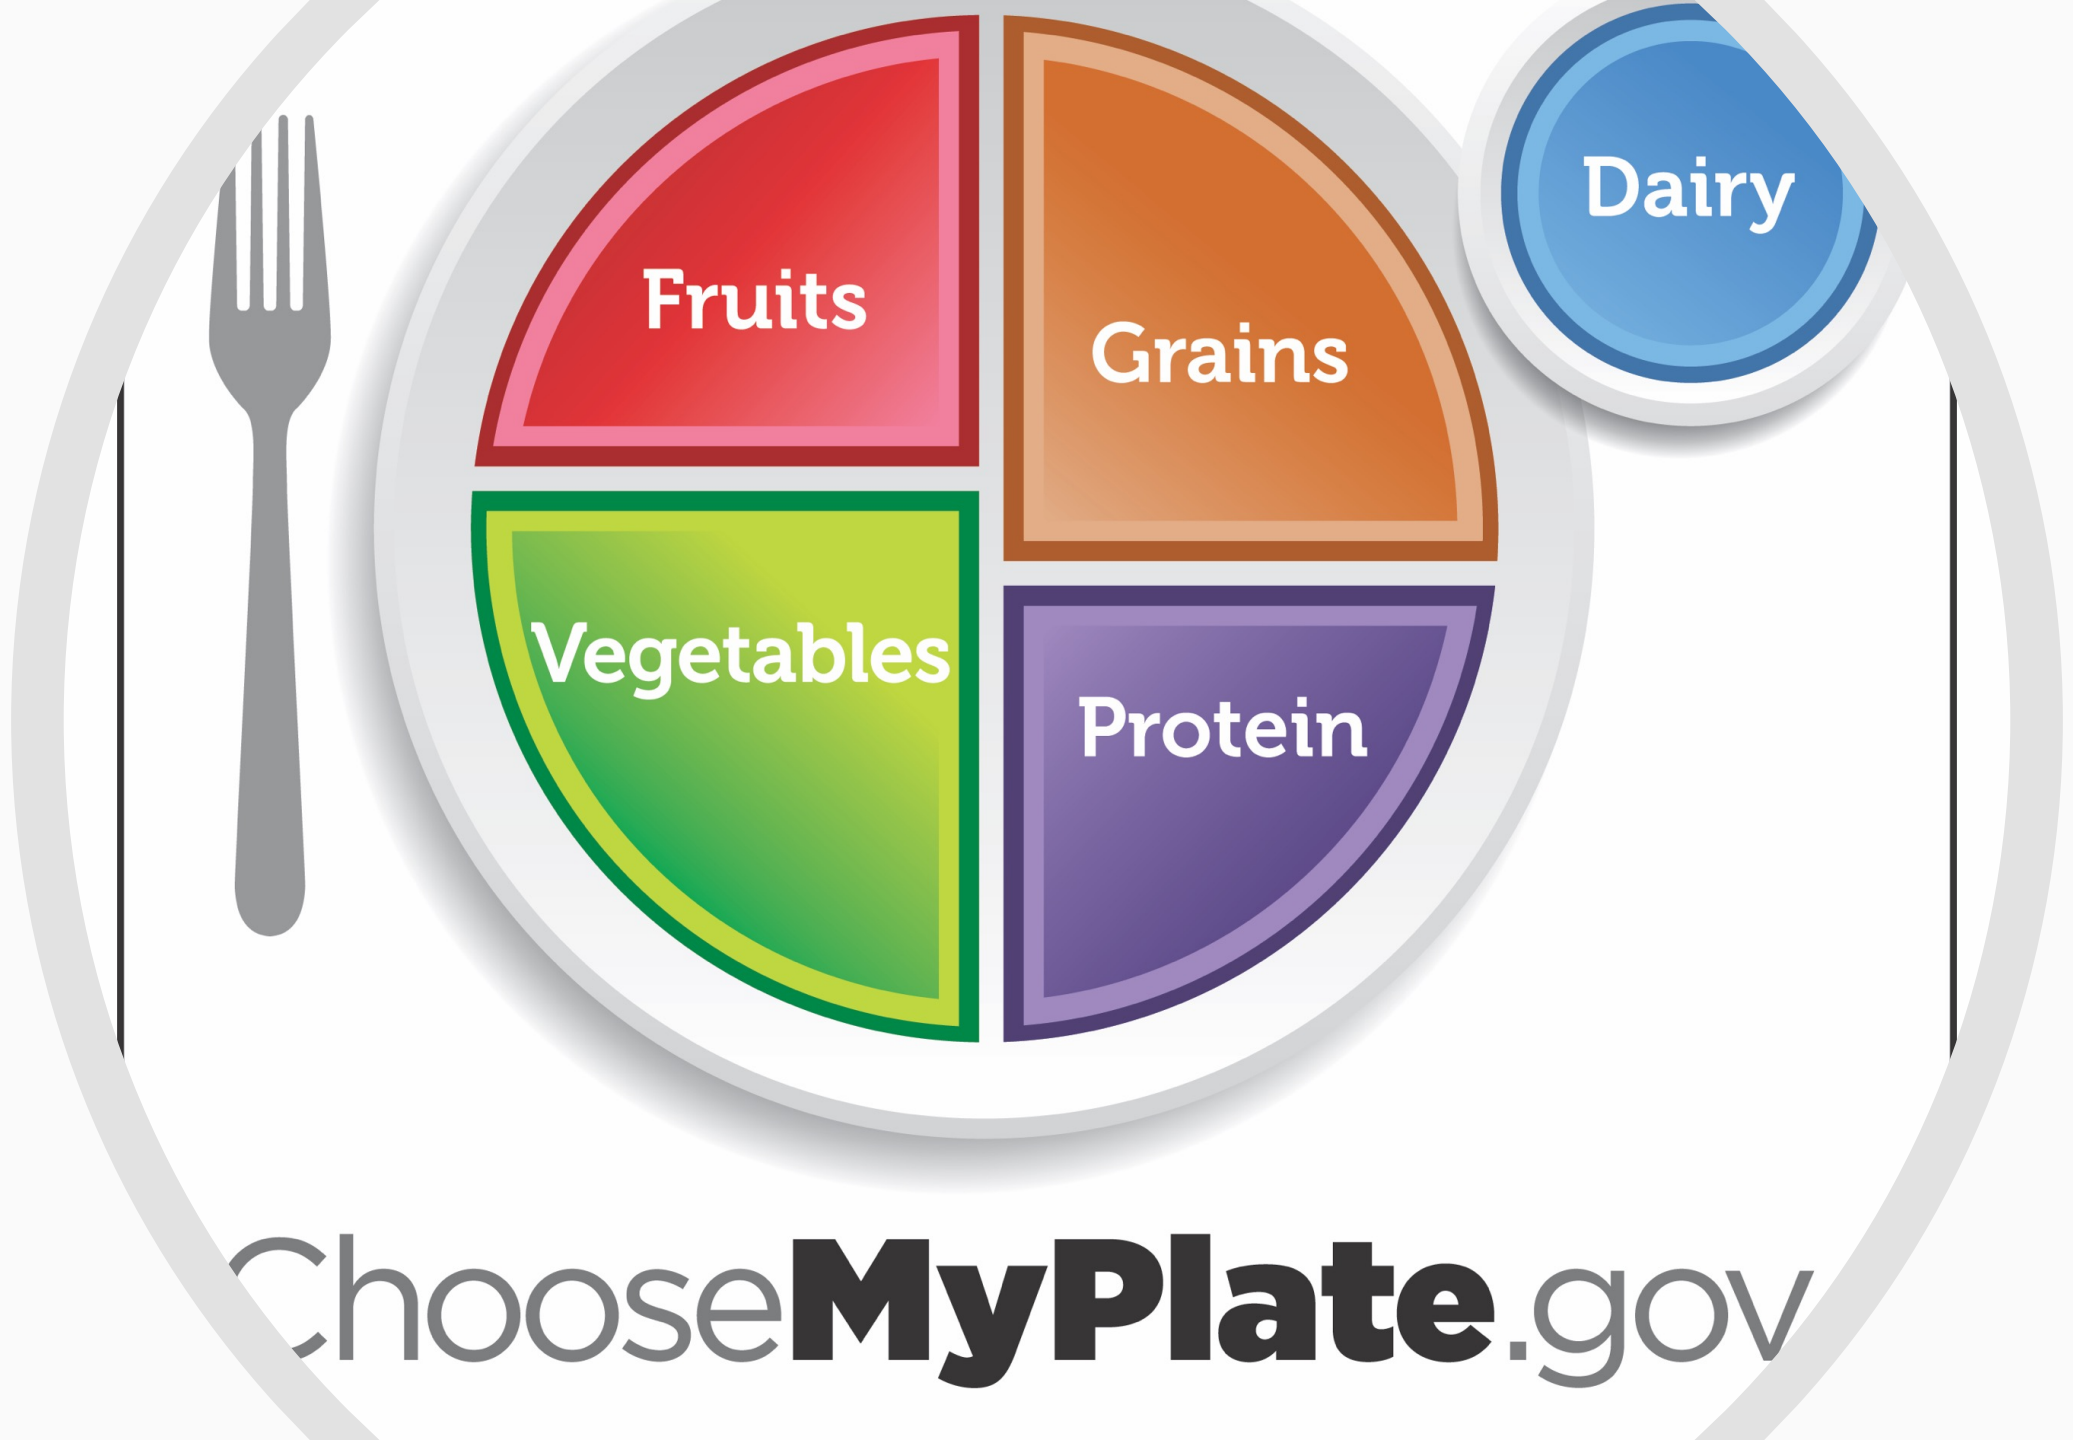 Dairy
Fruits
Grains
Vegetables
Protein
ChooseMyPlate.gov